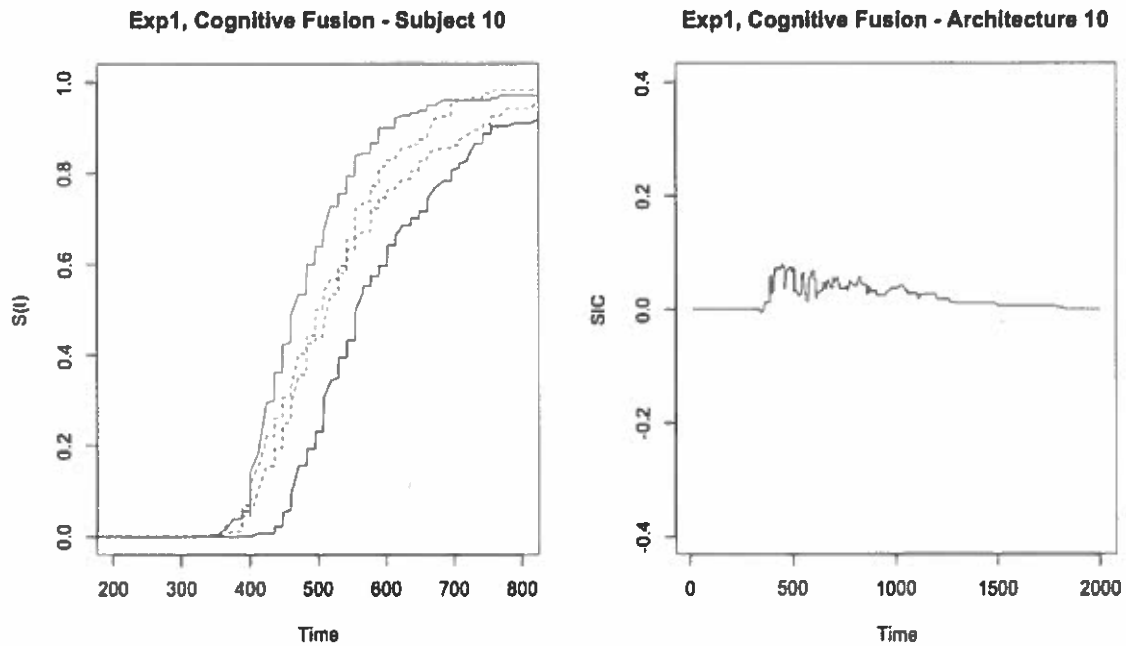 Exp1, Cognitive Fusion - Subject 10
S(t)
1.0
0.8
0.6
0.4
0.2
0.0
200 300 400 500 600 700 800
Time
Exp1, Cognitive Fusion - Architecture 10
SIC
0.4
0.2
0.0
-0.2
-0.4
0 500 1000 1500 2000
Time